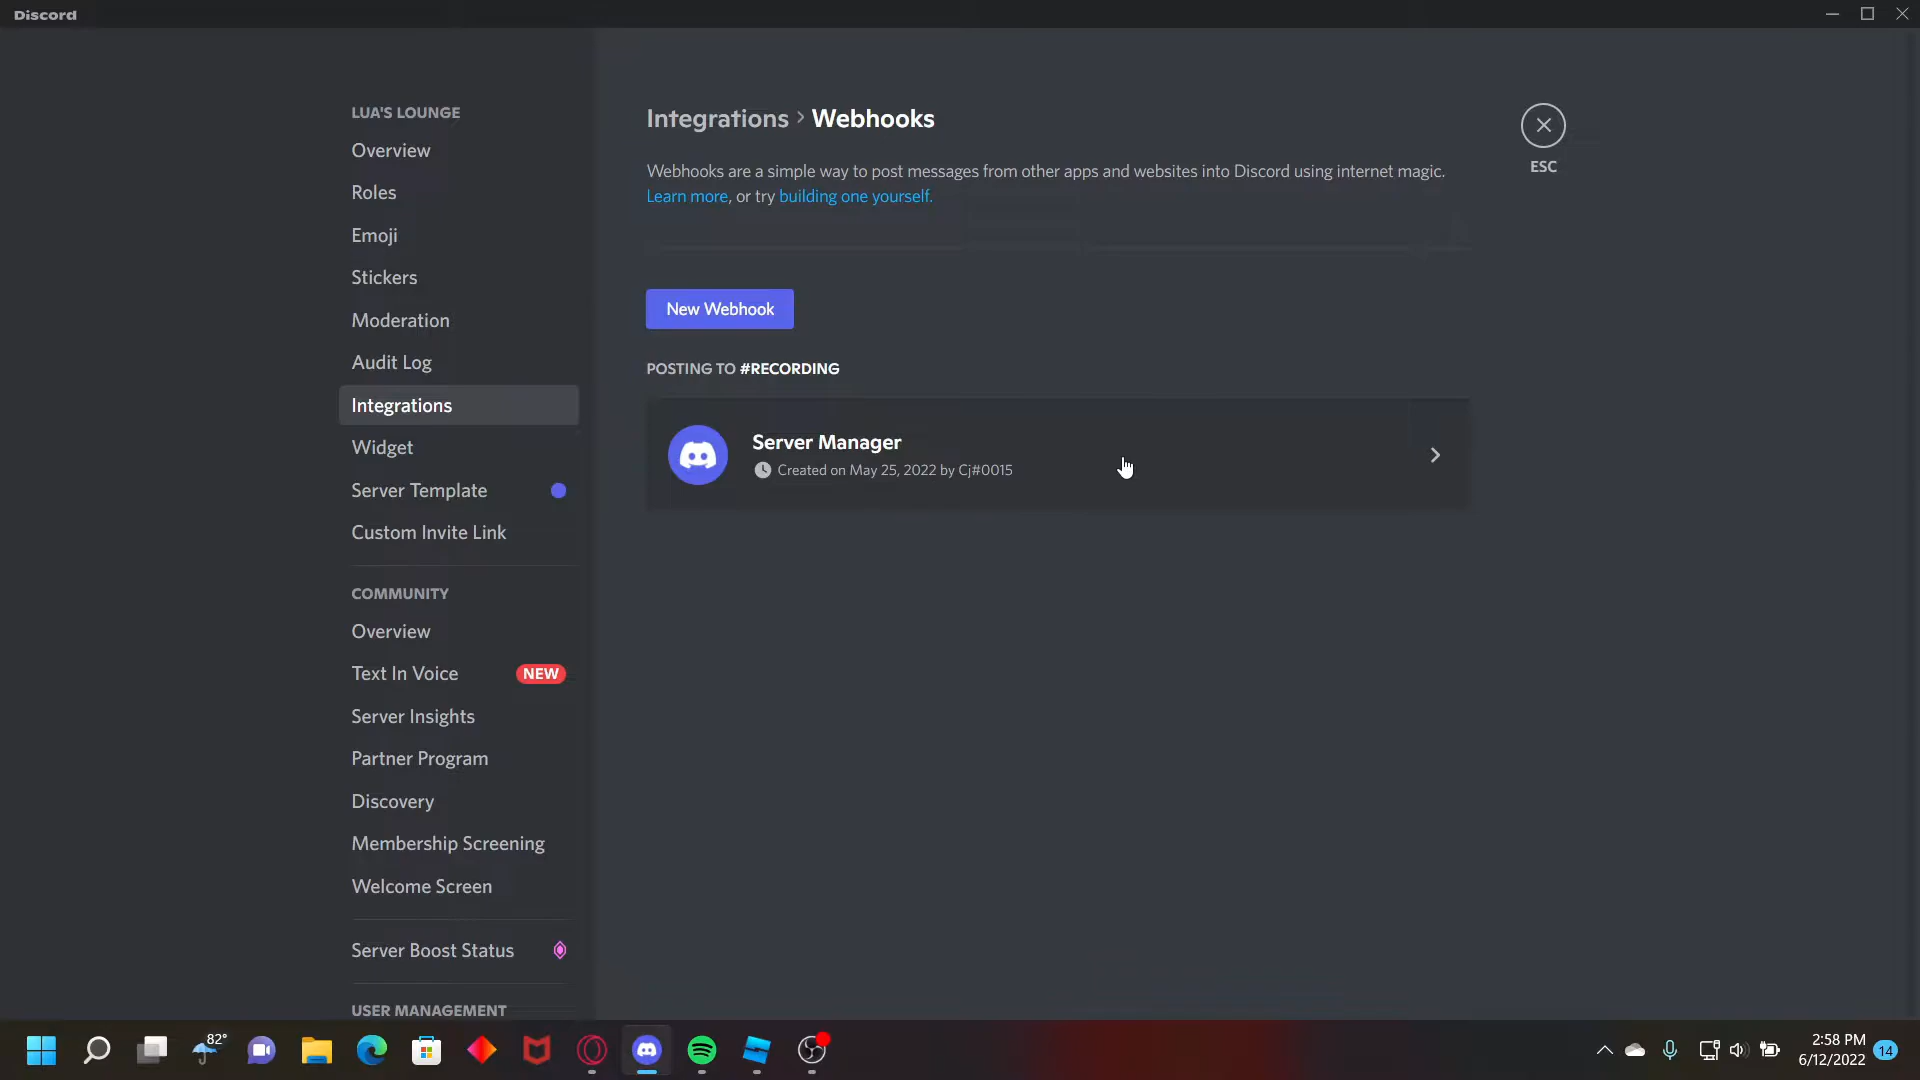 Discord
LUA'S LOUNGE
Overview
Roles
Emoji
Stickers
Moderation
Audit Log
Integrations
Widget
Server Template
Custom Invite Link
COMMUNITY
Overview
Text In Voice NEW
Server Insights
Partner Program
Discovery
Membership Screening
Welcome Screen
Server Boost Status
USER MANAGEMENT
Integrations > Webhooks
Webhooks are a simple way to post messages from other apps and websites into Discord using internet magic.
Learn more, or try building one yourself.
New Webhook
POSTING TO #RECORDING
Server Manager
Created on May 25, 2022 by Cj#0015
ESC
82°
2:58 PM
6/12/2022
14